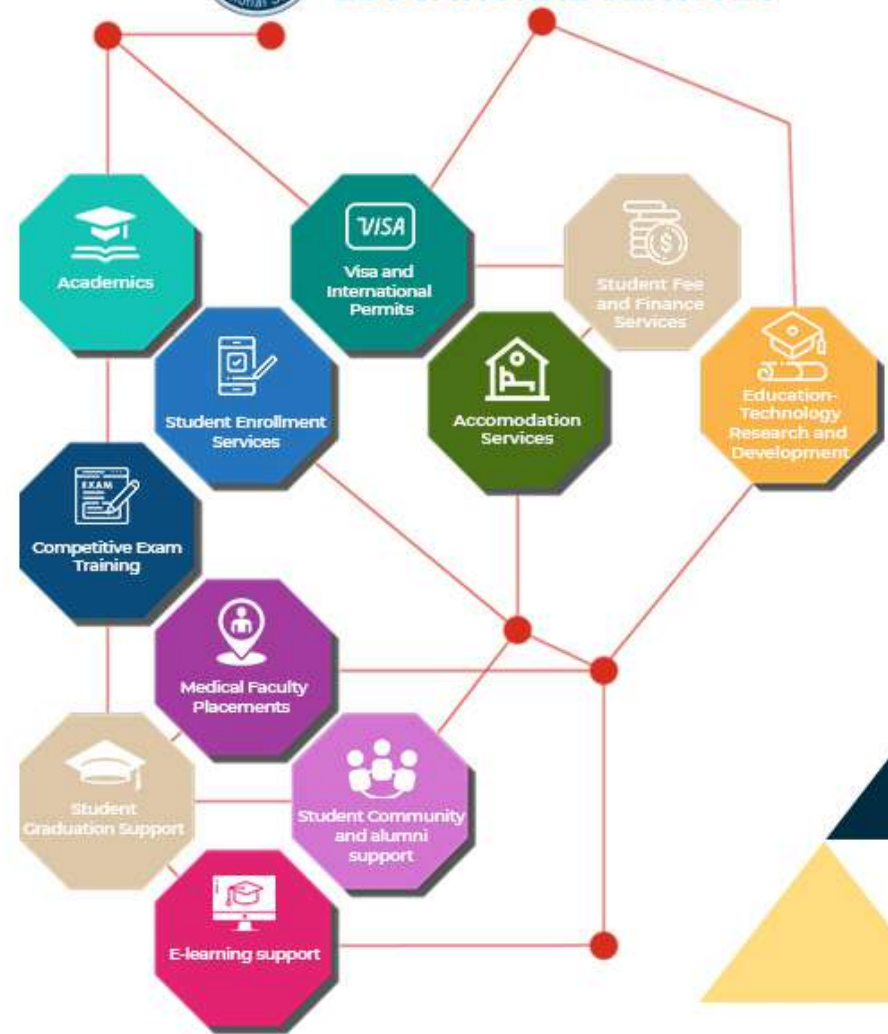 Academics
VISA
Visa and
International
Permits
Student Fee
and Finance
Services
Student Enrollment
Services
Accomodation
Services
Education-
Technology
Research and
Development
EXAM
Competitive Exam
Training
Medical Faculty
Placements
Student
Graduation Support
Student Community
and alumni
support
E-learning support